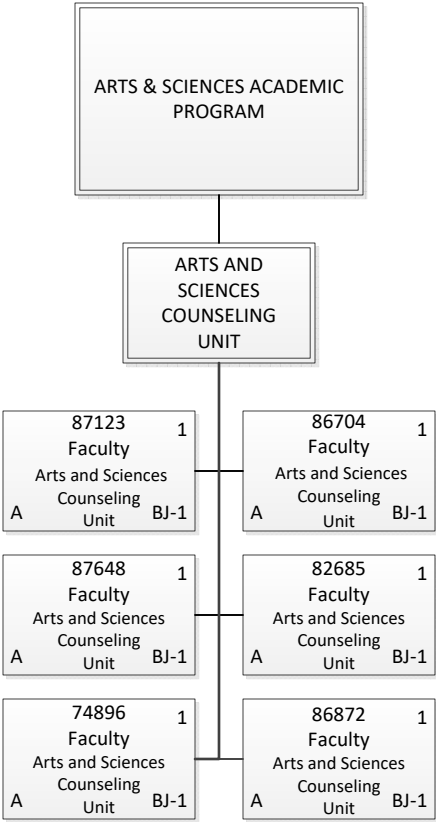 ARTS & SCIENCES ACADEMIC
PROGRAM
ARTS AND
SCIENCES
COUNSELING
UNIT
87123 1
Faculty
Arts and Sciences
Counseling
A Unit BJ-1
86704 1
Faculty
Arts and Sciences
Counseling
A Unit BJ-1
87648 1
Faculty
Arts and Sciences
Counseling
A Unit BJ-1
82685 1
Faculty
Arts and Sciences
Counseling
A Unit BJ-1
74896 1
Faculty
Arts and Sciences
Counseling
A Unit BJ-1
86872 1
Faculty
Arts and Sciences
Counseling
A Unit BJ-1